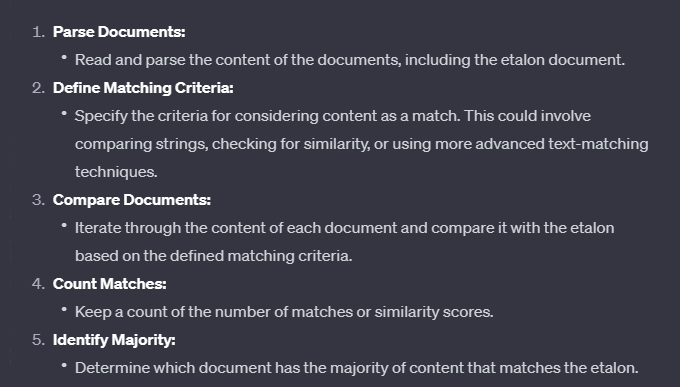 1. Parse Documents:
• Read and parse the content of the documents, including the etalon document.
2. Define Matching Criteria:
• Specify the criteria for considering content as a match. This could involve
comparing strings, checking for similarity, or using more advanced text-matching
techniques.
3. Compare Documents:
• Iterate through the content of each document and compare it with the etalon
based on the defined matching criteria.
4. Count Matches:
• Keep a count of the number of matches or similarity scores.
5. Identify Majority:
• Determine which document has the majority of content that matches the etalon.